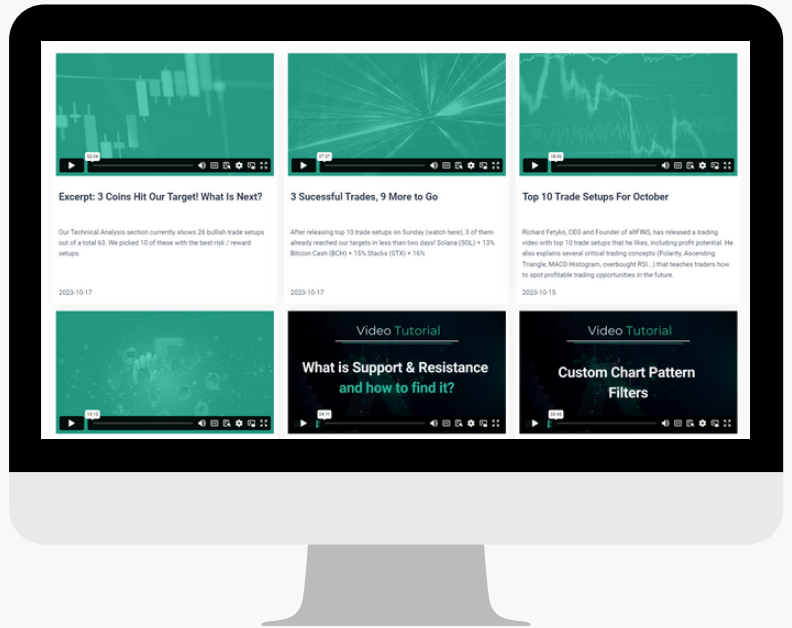 02:34
07:37
18:02
Excerpt: 3 Coins Hit Our Target! What Is Next?
3 Sucessful Trades, 9 More to Go
Top 10 Trade Setups For October
Our Technical Analysis section currently shows 26 bullish trade setups
out of a total 63. We picked 10 of these with the best risk / reward
setups.
After releasing top 10 trade setups on Sunday (watch here), 3 of them
already reached our targets in less than two days! Solana (SOL) + 13%
Bitcoin Cash (BCH) + 15% Stacks (STX) + 16%
Richard Fetyko, CEO and Founder of altFINS, has released a trading
video with top 10 trade setups that he likes, including profit potential. He
also explains several critical trading concepts (Polarity, Ascending
Triangle, MACD Histogram, overbought RSI...) that teaches traders how
to spot profitable trading opportunities in the future.
2023-10-17
2023-10-17
2023-10-15
Video Tutorial
What is Support & Resistance
and how to find it?
04:11
Video Tutorial
Custom Chart Pattern
Filters